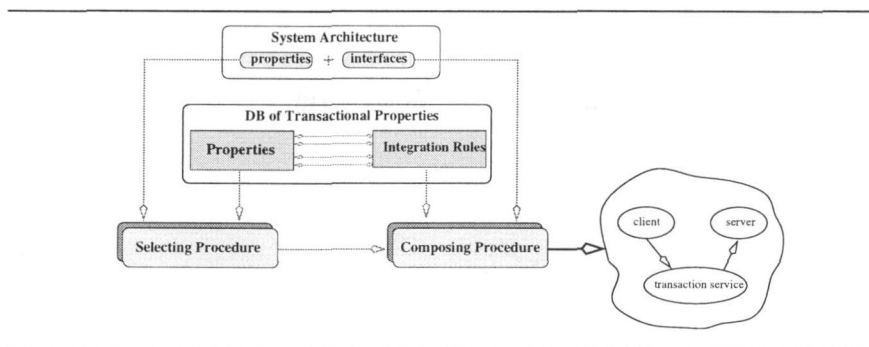 System Architecture
properties + interfaces
DB of Transactional Properties
Properties
Integration Rules
Selecting Procedure
Composing Procedure
client
server
transaction service